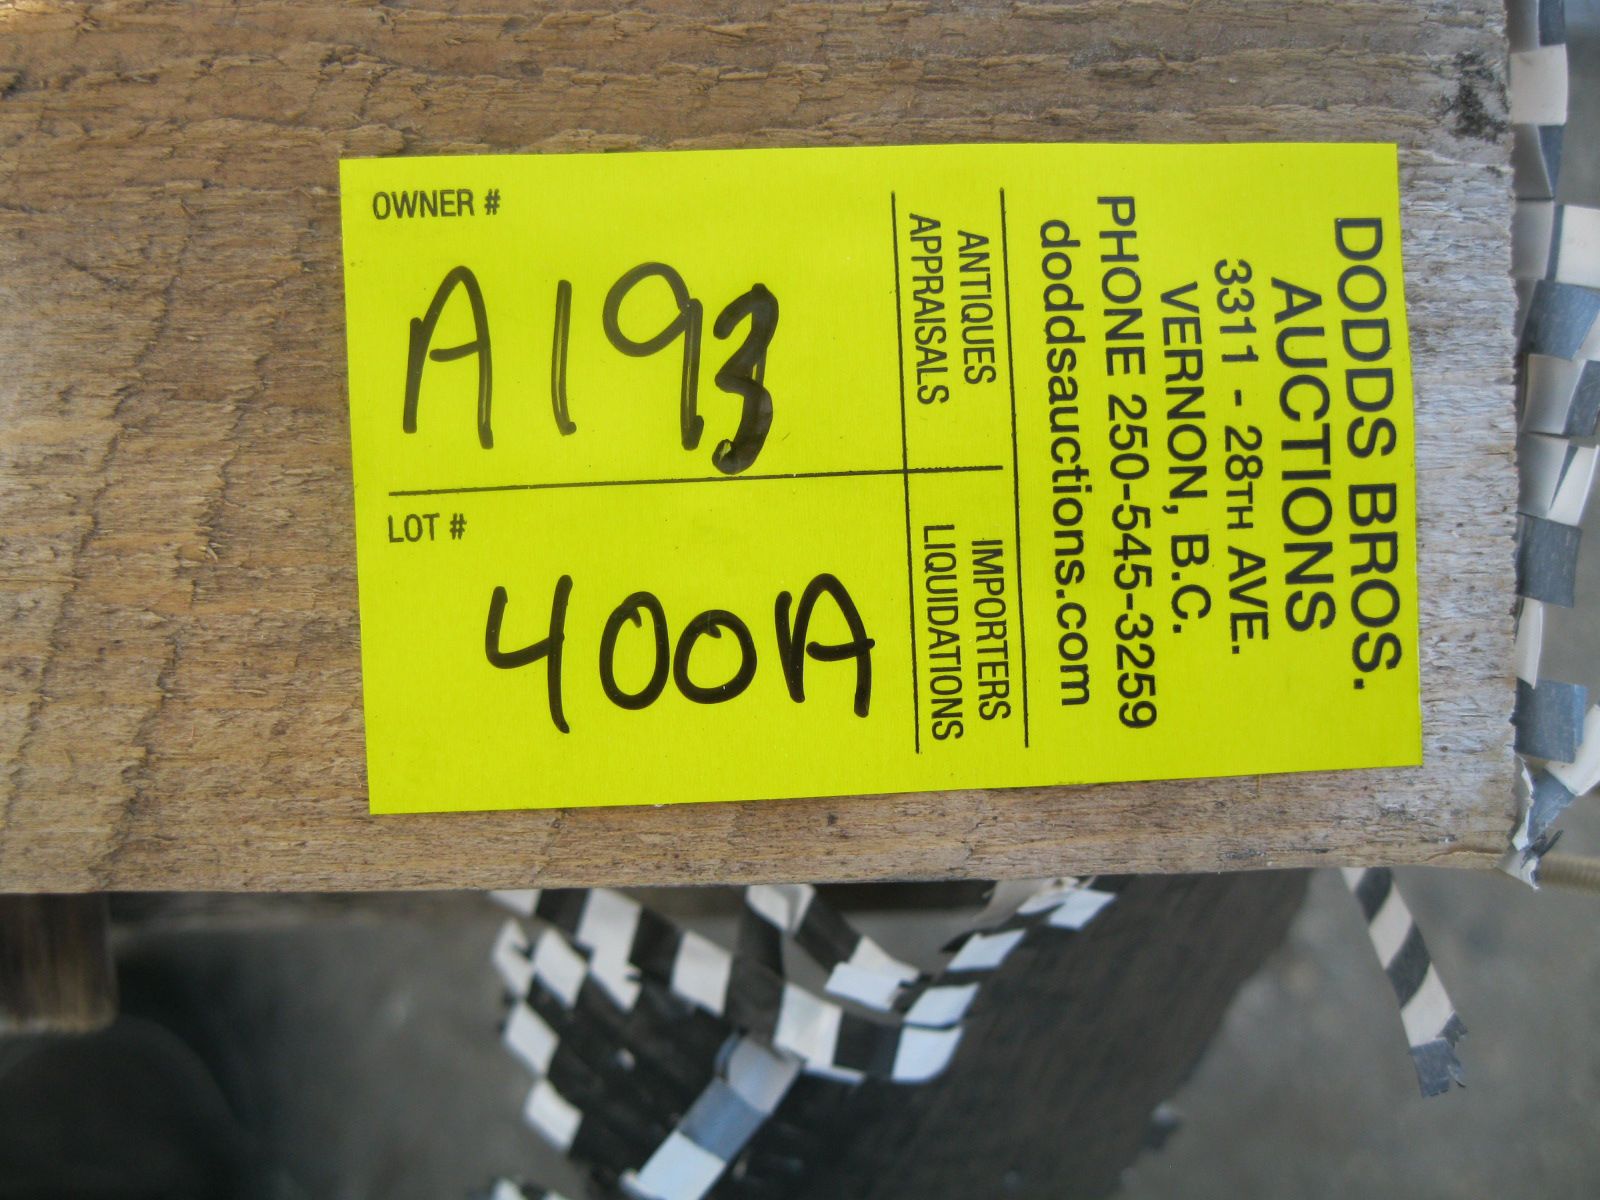 DODDS BROS.
AUCTIONS
3311 - 28TH AVE.
VERNON, B.C.
PHONE 250-545-3259
doddsauctions.com
ANTIQUES IMPORTERS
APPRAISALS LIQUIDATIONS
OWNER #
A193
LOT #
400A